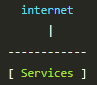 internet
|
------------
[ Services ]